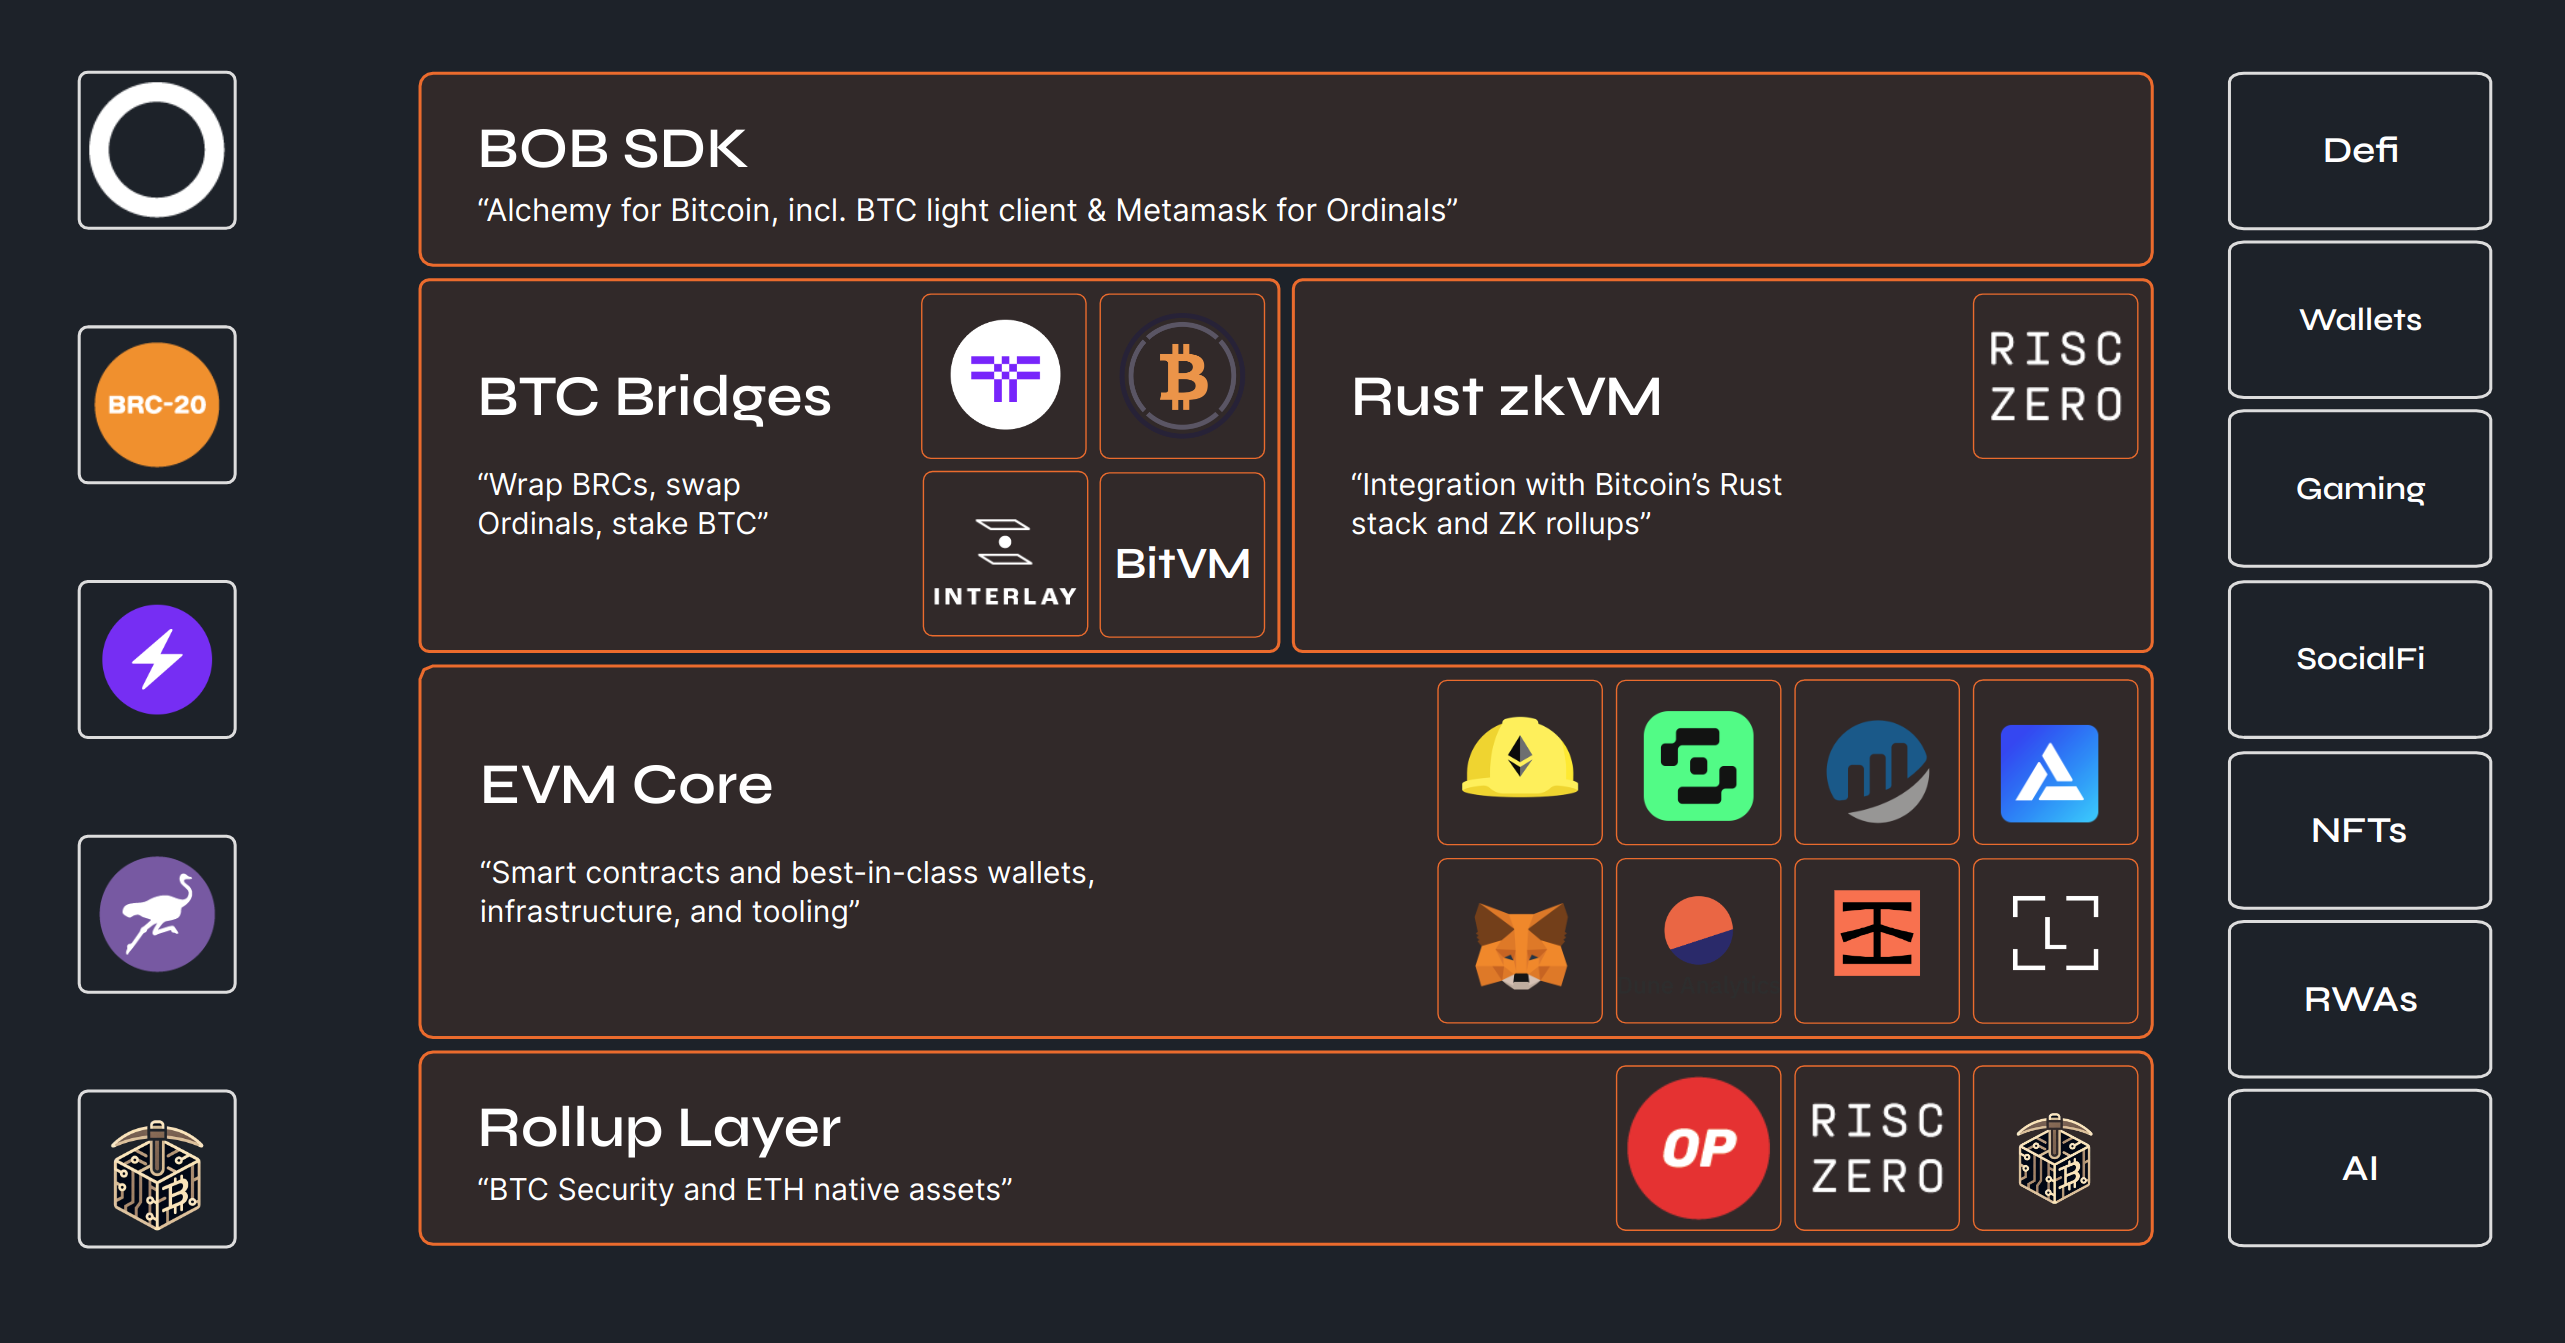 BOB SDK
“Alchemy for Bitcoin, incl. BTC light client & Metamask for Ordinals”
BRC-20
BTC Bridges
“Wrap BRCs, swap
Ordinals, stake BTC”
INTERLAY
BitVM
Rust zkVM
“Integration with Bitcoin’s Rust
stack and ZK rollups”
RISC
ZERO
EVM Core
“Smart contracts and best-in-class wallets,
infrastructure, and tooling”
L
Rollup Layer
“BTC Security and ETH native assets”
OP
RISC
ZERO
Defi
Wallets
Gaming
SocialFi
NFTs
RWAs
AI